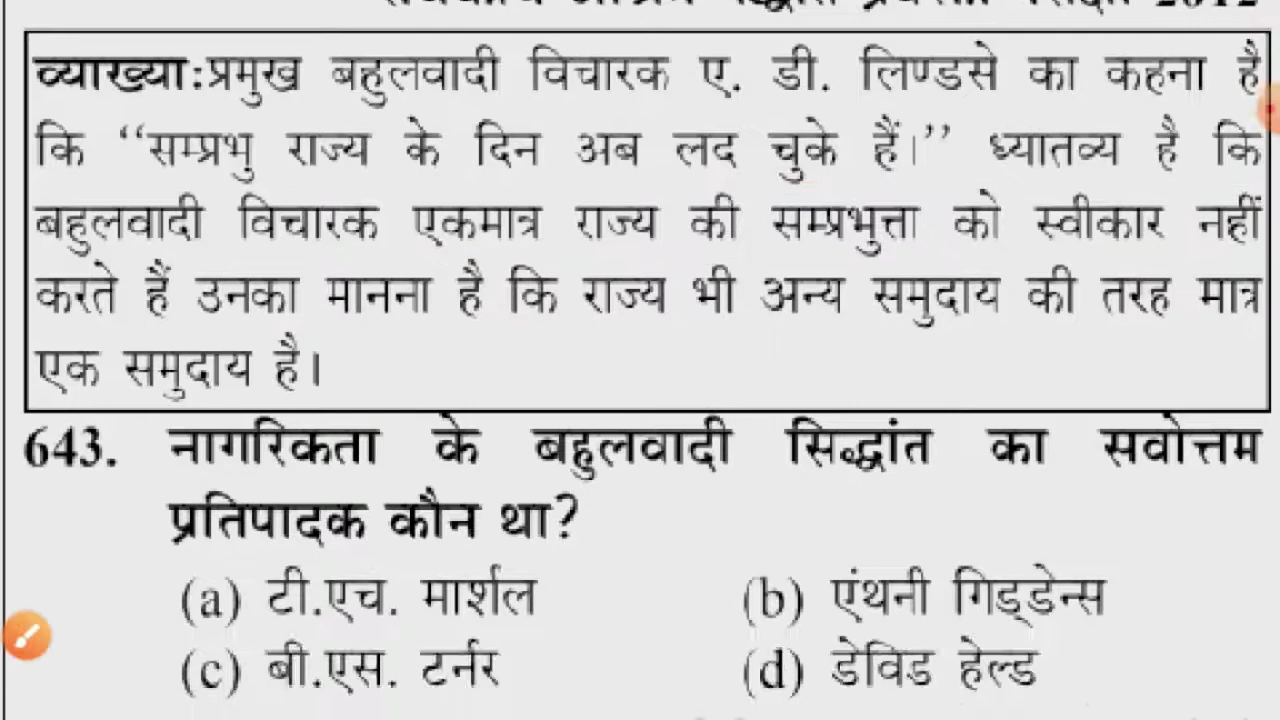 व्याख्या:प्रमुख बहुलवादी विचारक ए. डी. लिण्डसे का कहना है
कि ‘‘सम्प्रभु राज्य के दिन अब लद चुके हैं।’’ ध्यातव्य है कि
बहुलवादी विचारक एकमात्र राज्य की सम्प्रभुत्ता को स्वीकार नहीं
करते हैं उनका मानना है कि राज्य भी अन्य समुदाय की तरह मात्र
एक समुदाय है।
643. नागरिकता के बहुलवादी सिद्धांत का सर्वोत्तम
प्रतिपादक कौन था?
(a) टी.एच. मार्शल (b) एंथनी गिड्डेन्स
(c) बी.एस. टर्नर (d) डेविड हेल्ड